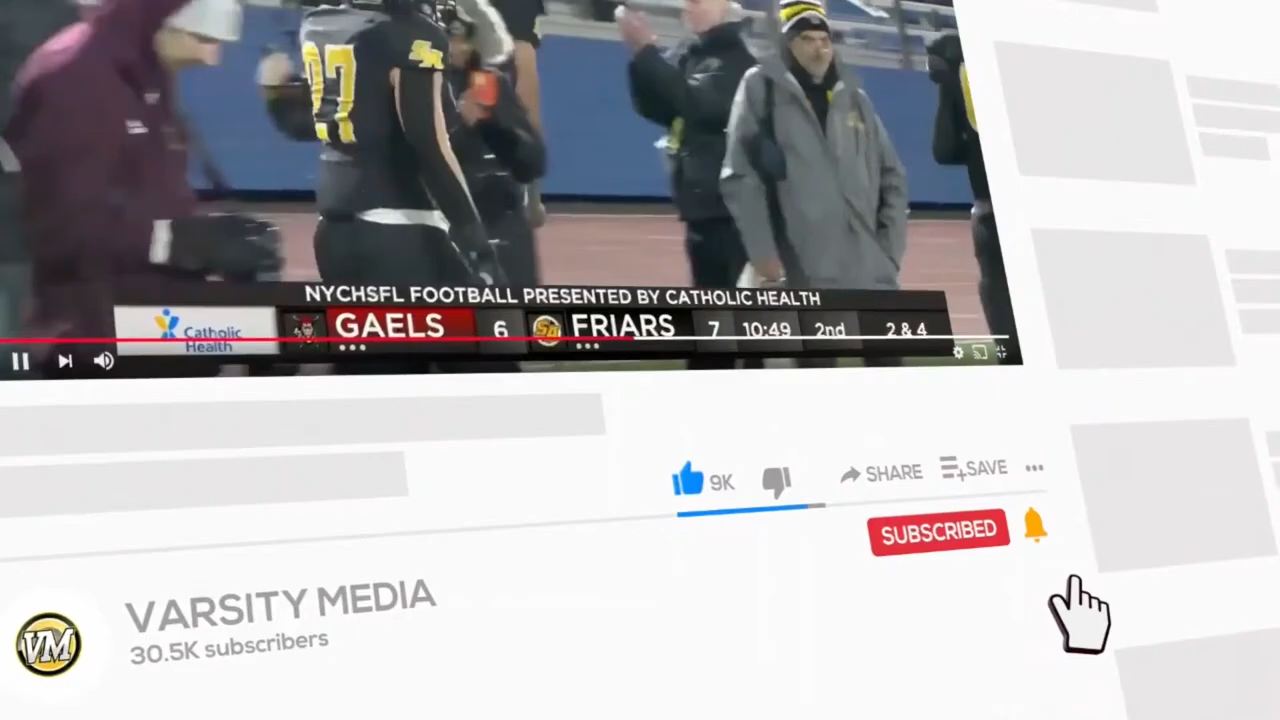 27
NYCHSFL FOOTBALL PRESENTED BY CATHOLIC HEALTH
Catholic Health GAELS 6 FRIARS 7 10:49 2nd 2 & 4
9K SHARE SAVE
SUBSCRIBED
VARSITY MEDIA
30.5K subscribers
VM